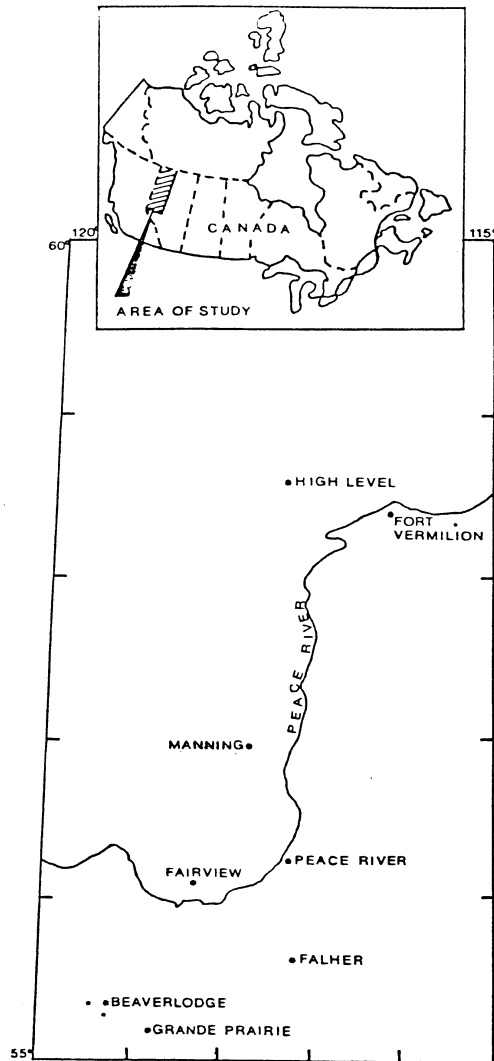 CANADA
60° 120° 115°
AREA OF STUDY
HIGH LEVEL
FORT
VERMILION
PEACE RIVER
MANNING
PEACE RIVER
FAIRVIEW
FALHER
BEAVERLODGE
GRANDE PRAIRIE
55°